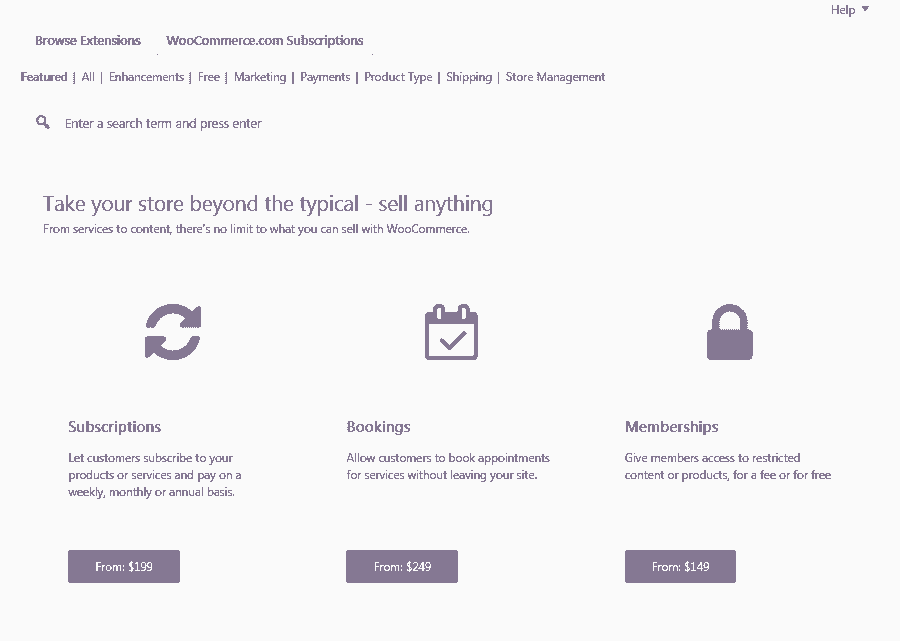 Help
Browse Extensions WooCommerce.com Subscriptions
Featured | All | Enhancements | Free | Marketing | Payments | Product Type | Shipping | Store Management
Enter a search term and press enter
Take your store beyond the typical - sell anything
From services to content, there's no limit to what you can sell with WooCommerce.
Subscriptions
Let customers subscribe to your
products or services and pay on a
weekly, monthly or annual basis.
From: $199
Bookings
Allow customers to book appointments
for services without leaving your site.
From: $249
Memberships
Give members access to restricted
content or products, for a fee or for free
From: $149